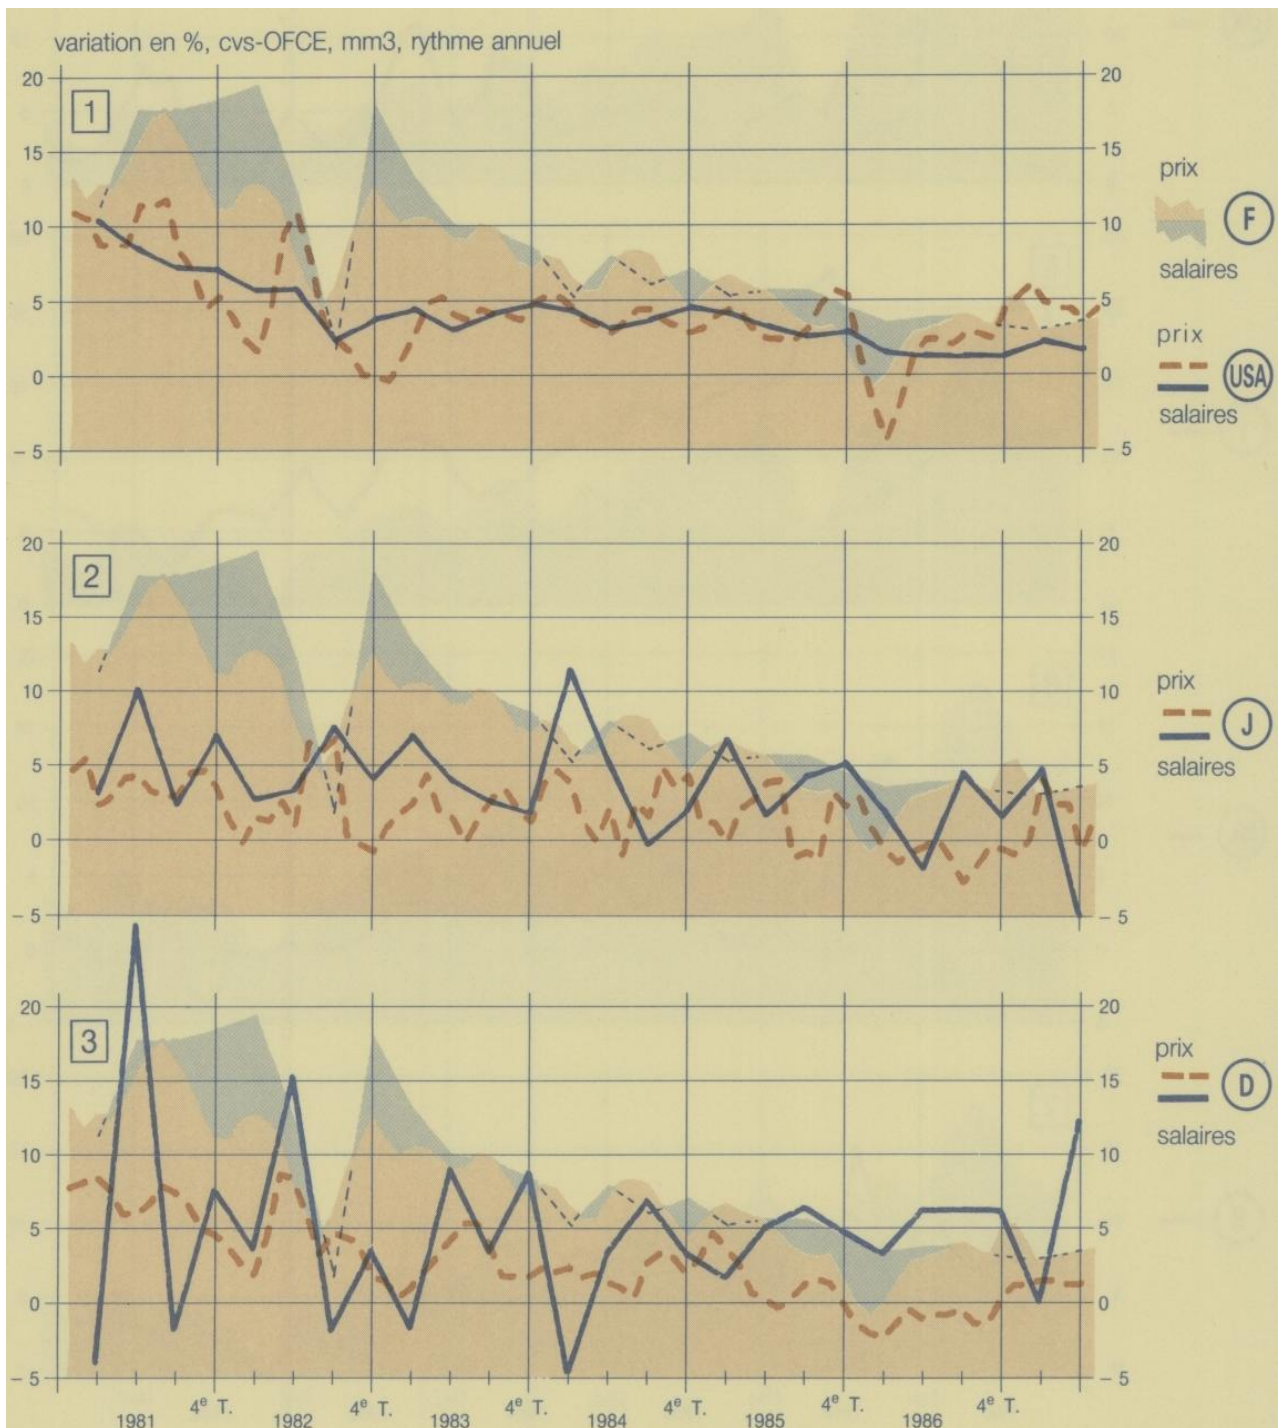 variation en %, cvs-OFCE, mm3, rythme annuel
1
20
15
10
5
0
– 5
20
15
10
5
0
– 5
prix
F
salaires
prix
USA
salaires
2
20
15
10
5
0
– 5
20
15
10
5
0
– 5
prix
J
salaires
3
20
15
10
5
0
– 5
20
15
10
5
0
– 5
prix
D
salaires
1981 4e T. 1982 4e T. 1983 4e T. 1984 4e T. 1985 4e T. 1986 4e T.